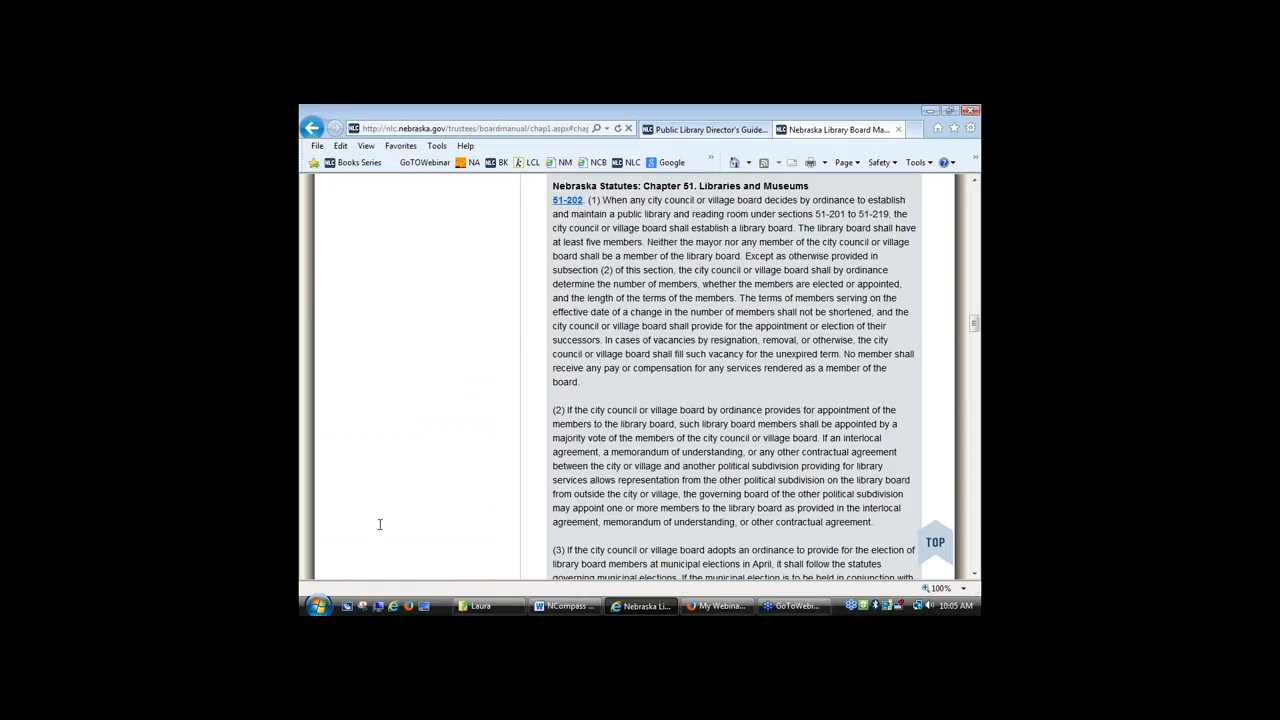 http://nlc.nebraska.gov/trustees/boardmanual/chap1.aspx#chap
Public Library Director's Guide...
Nebraska Library Board Ma...
File Edit View Favorites Tools Help
Books Series GoTOWebinar NA BK LCL NM NCB NLC Google Page Safety Tools
Nebraska Statutes: Chapter 51. Libraries and Museums
51-202. (1) When any city council or village board decides by ordinance to establish
and maintain a public library and reading room under sections 51-201 to 51-219, the
city council or village board shall establish a library board. The library board shall have
at least five members. Neither the mayor nor any member of the city council or village
board shall be a member of the library board. Except as otherwise provided in
subsection (2) of this section, the city council or village board shall by ordinance
determine the number of members, whether the members are elected or appointed,
and the length of the terms of the members. The terms of members serving on the
effective date of a change in the number of members shall not be shortened, and the
city council or village board shall provide for the appointment or election of their
successors. In cases of vacancies by resignation, removal, or otherwise, the city
council or village board shall fill such vacancy for the unexpired term. No member shall
receive any pay or compensation for any services rendered as a member of the
board.
(2) If the city council or village board by ordinance provides for appointment of the
members to the library board, such library board members shall be appointed by a
majority vote of the members of the city council or village board. If an interlocal
agreement, a memorandum of understanding, or any other contractual agreement
between the city or village and another political subdivision providing for library
services allows representation from the other political subdivision on the library board
from outside the city or village, the governing board of the other political subdivision
may appoint one or more members to the library board as provided in the interlocal
agreement, memorandum of understanding, or other contractual agreement.
TOP
(3) If the city council or village board adopts an ordinance to provide for the election of
library board members at municipal elections in April, it shall follow the statutes
governing municipal elections. If the municipal election is to be held in conjunction with
100%
Laura NCompass ... Nebraska Li... My Webina... GoToWebi... 10:05 AM